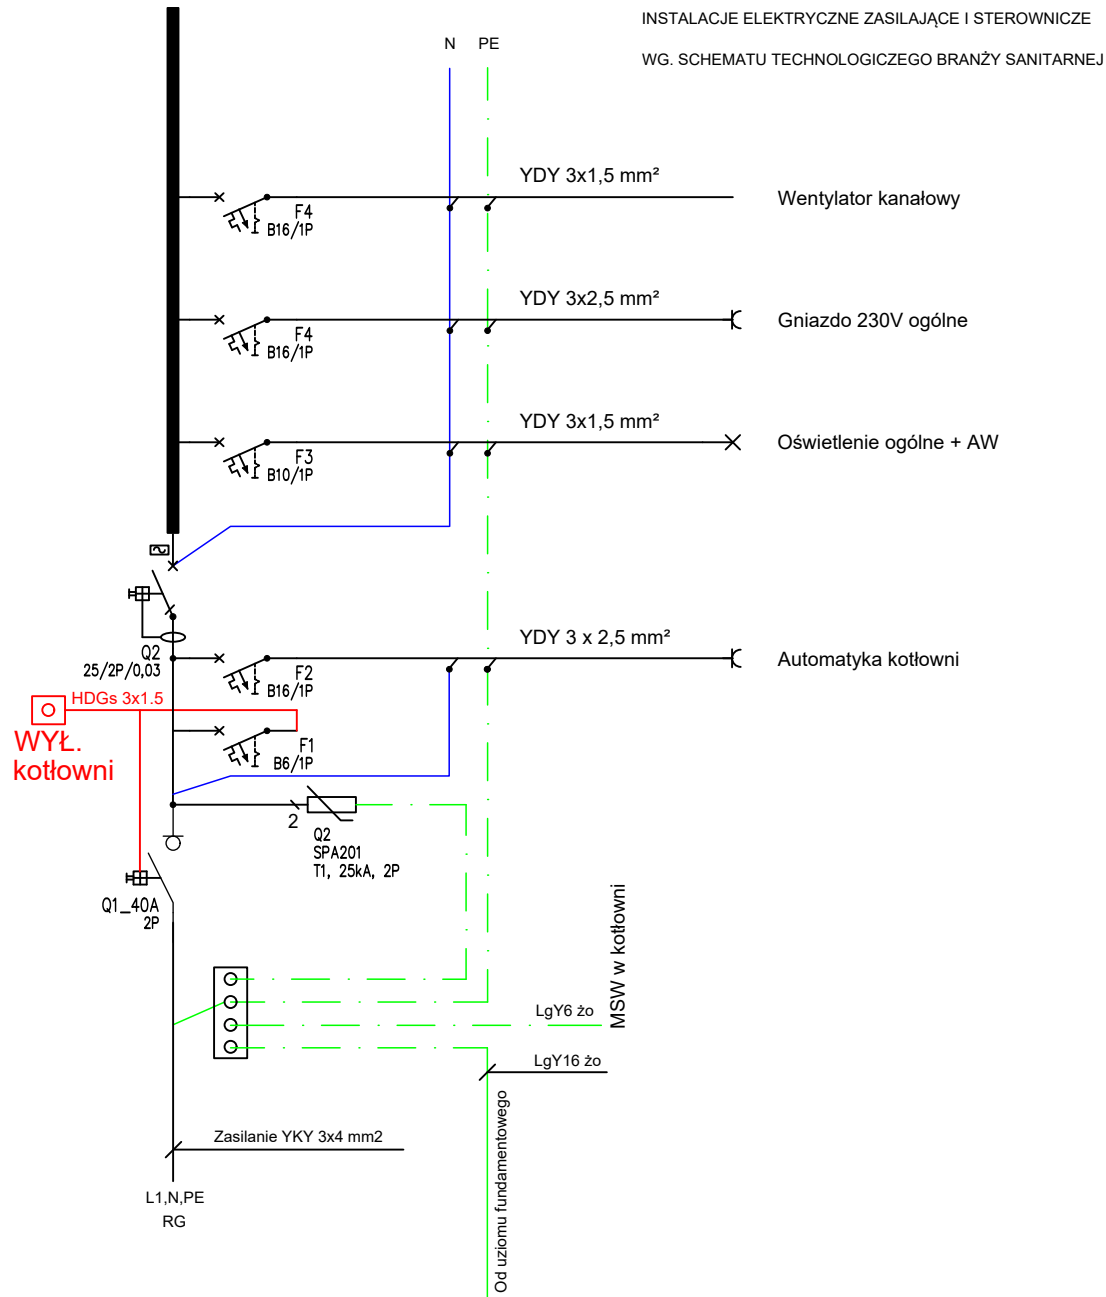 INSTALACJE ELEKTRYCZNE ZASILAJĄCE I STEROWNICZE
WG. SCHEMATU TECHNOLOGICZEGO BRANŻY SANITARNEJ
N PE
YDY 3x1,5 mm²
Wentylator kanałowy
F4
B16/1P
YDY 3x2,5 mm²
Gniazdo 230V ogólne
F4
B16/1P
YDY 3x1,5 mm²
Oświetlenie ogólne + AW
F3
B10/1P
Q2
25/2P/0,03
YDY 3 x 2,5 mm²
Automatyka kotłowni
F2
B16/1P
HDGs 3x1.5
WYŁ.
kotłowni
F1
B6/1P
2
Q2
SPA201
T1, 25kA, 2P
Q1_40A
2P
MSW w kotłowni
LgY6 żo
LgY16 żo
Od uziomu fundamentowego
Zasilanie YKY 3x4 mm2
L1,N,PE
RG